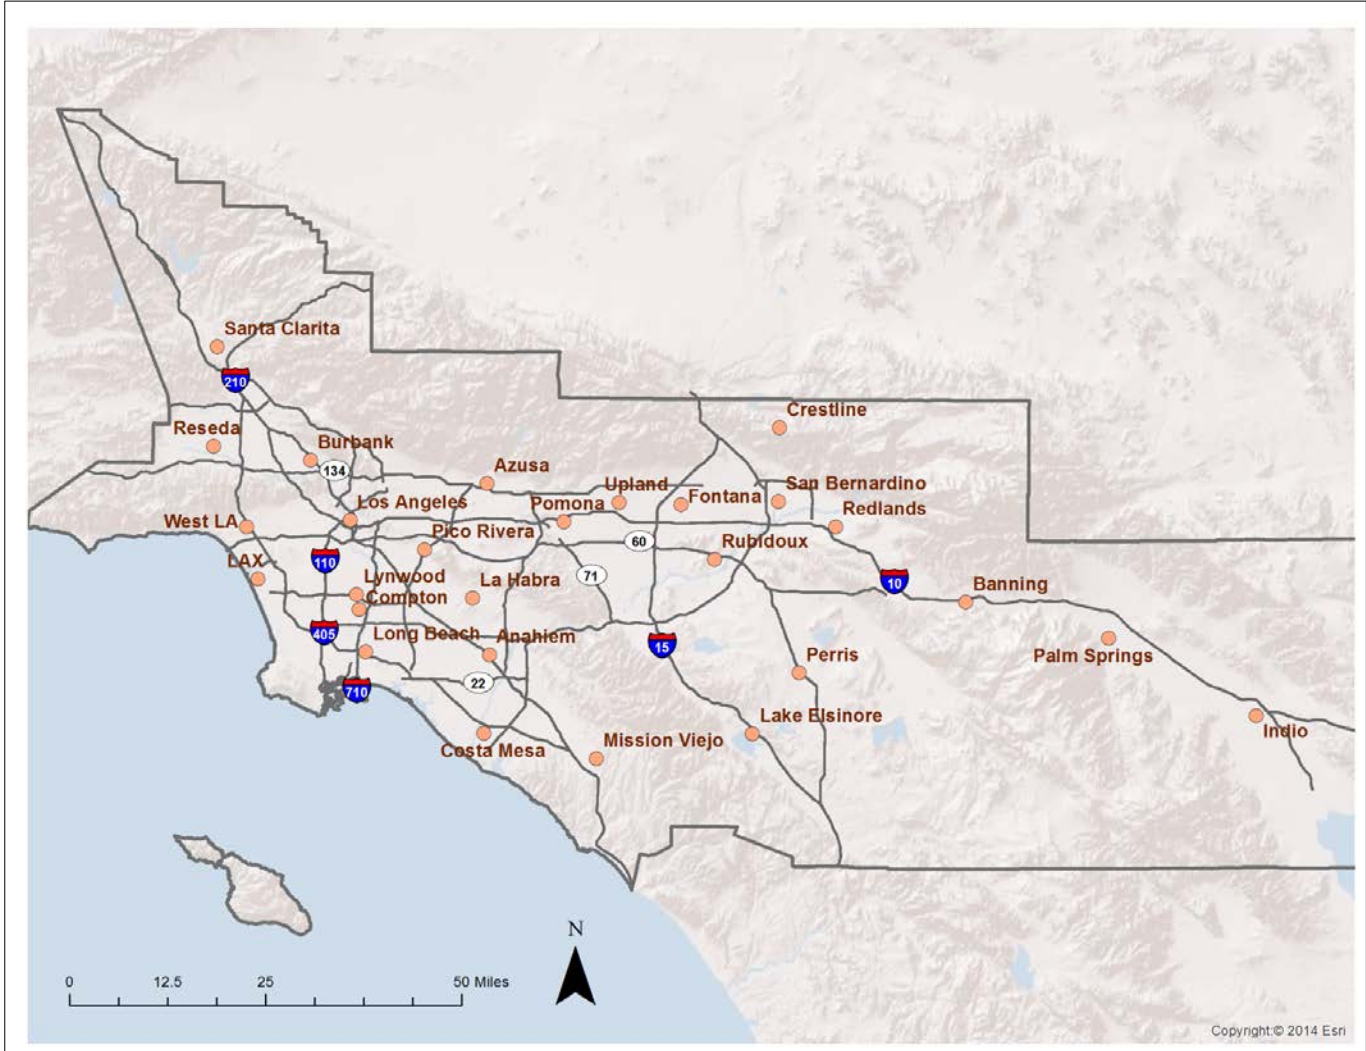 Santa Clarita
210
Crestline
Reseda
Burbank
134
Azusa
Upland
San Bernardino
Los Angeles
Pomona
Fontana
Redlands
West LA
Pico Rivera
60
Rubidoux
LAX
110
Lynwood
La Habra
71
10
Banning
Compton
405
Long Beach
Anahiem
15
Perris
Palm Springs
710
22
Lake Elsinore
Costa Mesa
Mission Viejo
Indio
N
0 12.5 25 50 Miles
Copyright:© 2014 Esri